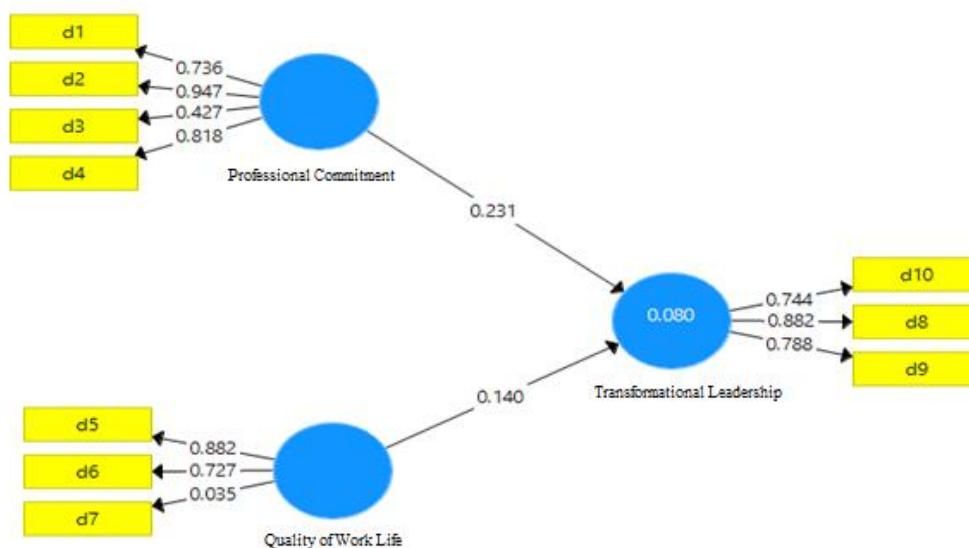 d1
0.736
d2
0.947
d3
0.427
0.818
d4
Professional Commitment
0.231
d10
0.744
0.080
0.882
d8
0.788
d9
Transformational Leadership
0.140
d5
0.882
d6
0.727
0.035
d7
Quality of Work Life